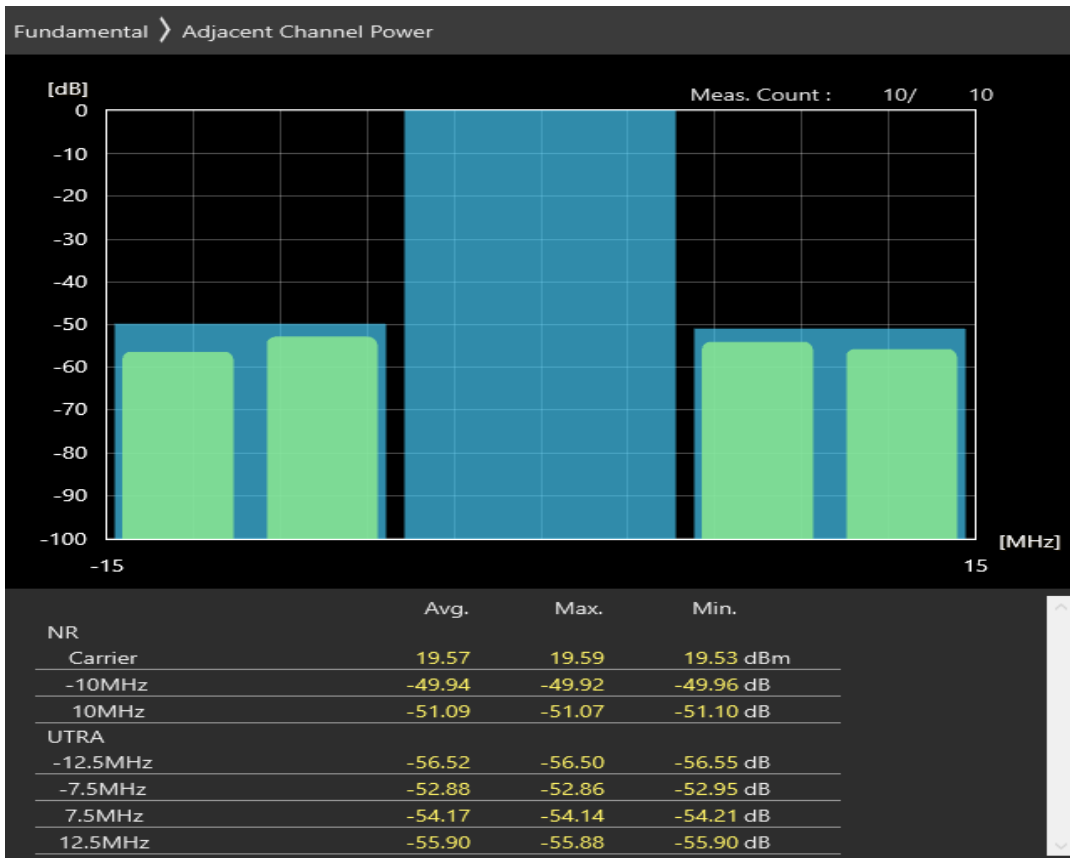 Fundamental 〉 Adjacent Channel Power
[dB]
Meas. Count : 10/ 10
0
-10
-20
-30
-40
-50
-60
-70
-80
-90
-100
[MHz]
-15 15
Avg. Max. Min.
NR
Carrier 19.57 19.59 19.53 dBm
-10MHz -49.94 -49.92 -49.96 dB
10MHz -51.09 -51.07 -51.10 dB
UTRA
-12.5MHz -56.52 -56.50 -56.55 dB
-7.5MHz -52.88 -52.86 -52.95 dB
7.5MHz -54.17 -54.14 -54.21 dB
12.5MHz -55.90 -55.88 -55.90 dB